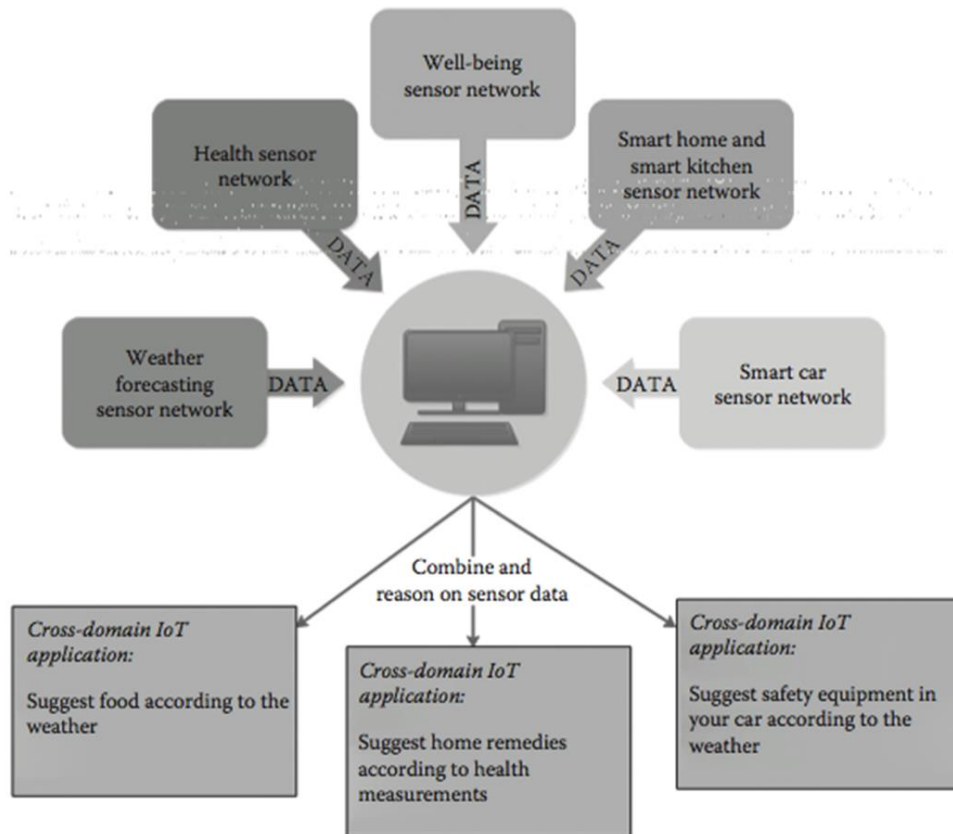 Well-being
sensor network
Health sensor
network
Smart home and
smart kitchen
sensor network
DATA
DATA
DATA
Weather
forecasting
sensor network
DATA
DATA
Smart car
sensor network
Combine and
reason on sensor data
Cross-domain IoT
application:
Suggest food according to the
weather
Cross-domain IoT
application:
Suggest home remedies
according to health
measurements
Cross-domain IoT
application:
Suggest safety equipment in
your car according to the
weather